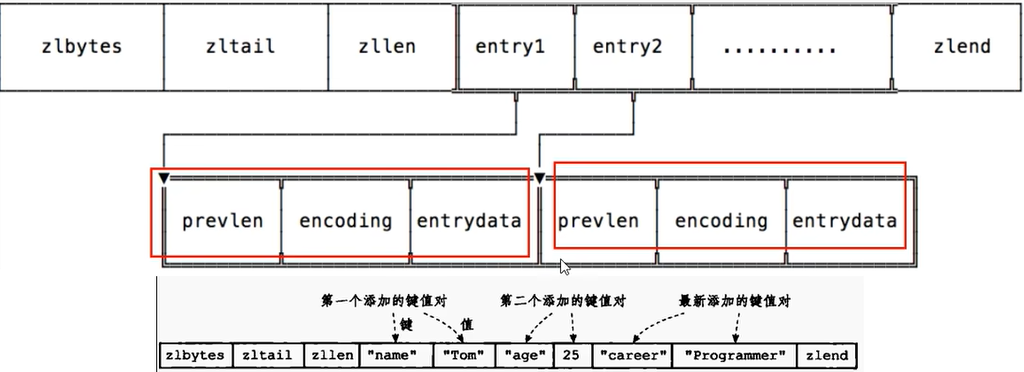 zlbytes zltail zllen entry1 entry2 .......... zlend
prevlen encoding entrydata prevlen encoding entrydata
第一个添加的键值对 第二个添加的键值对 最新添加的键值对
键 值
zlbytes zltail zllen "name" "Tom" "age" 25 "career" "Programmer" zlend